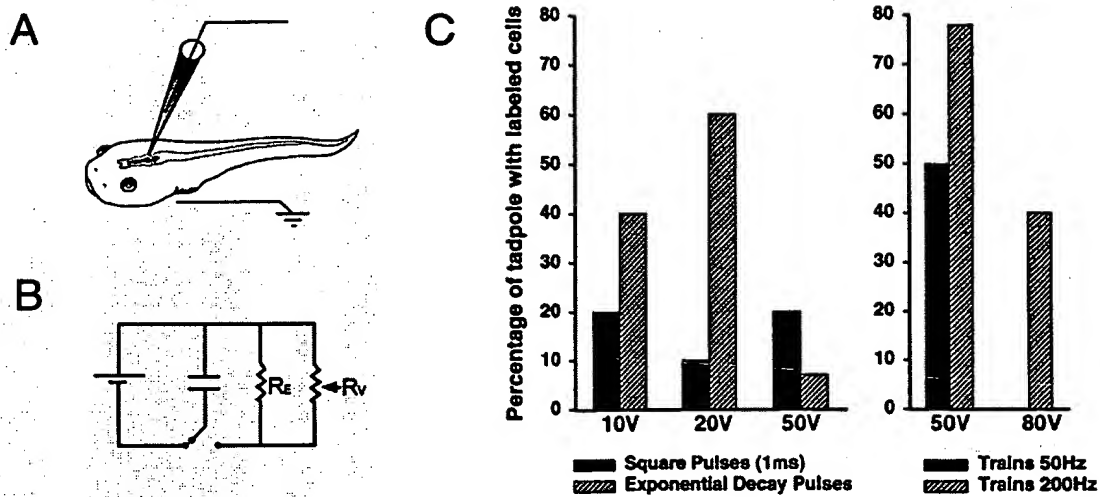 A
B
RE
RV
C
Percentage of tadpole with labeled cells
80
70
60
50
40
30
20
10
0
10V 20V 50V
Square Pulses (1ms)
Exponential Decay Pulses
80
70
60
50
40
30
20
10
0
50V 80V
Trains 50Hz
Trains 200Hz